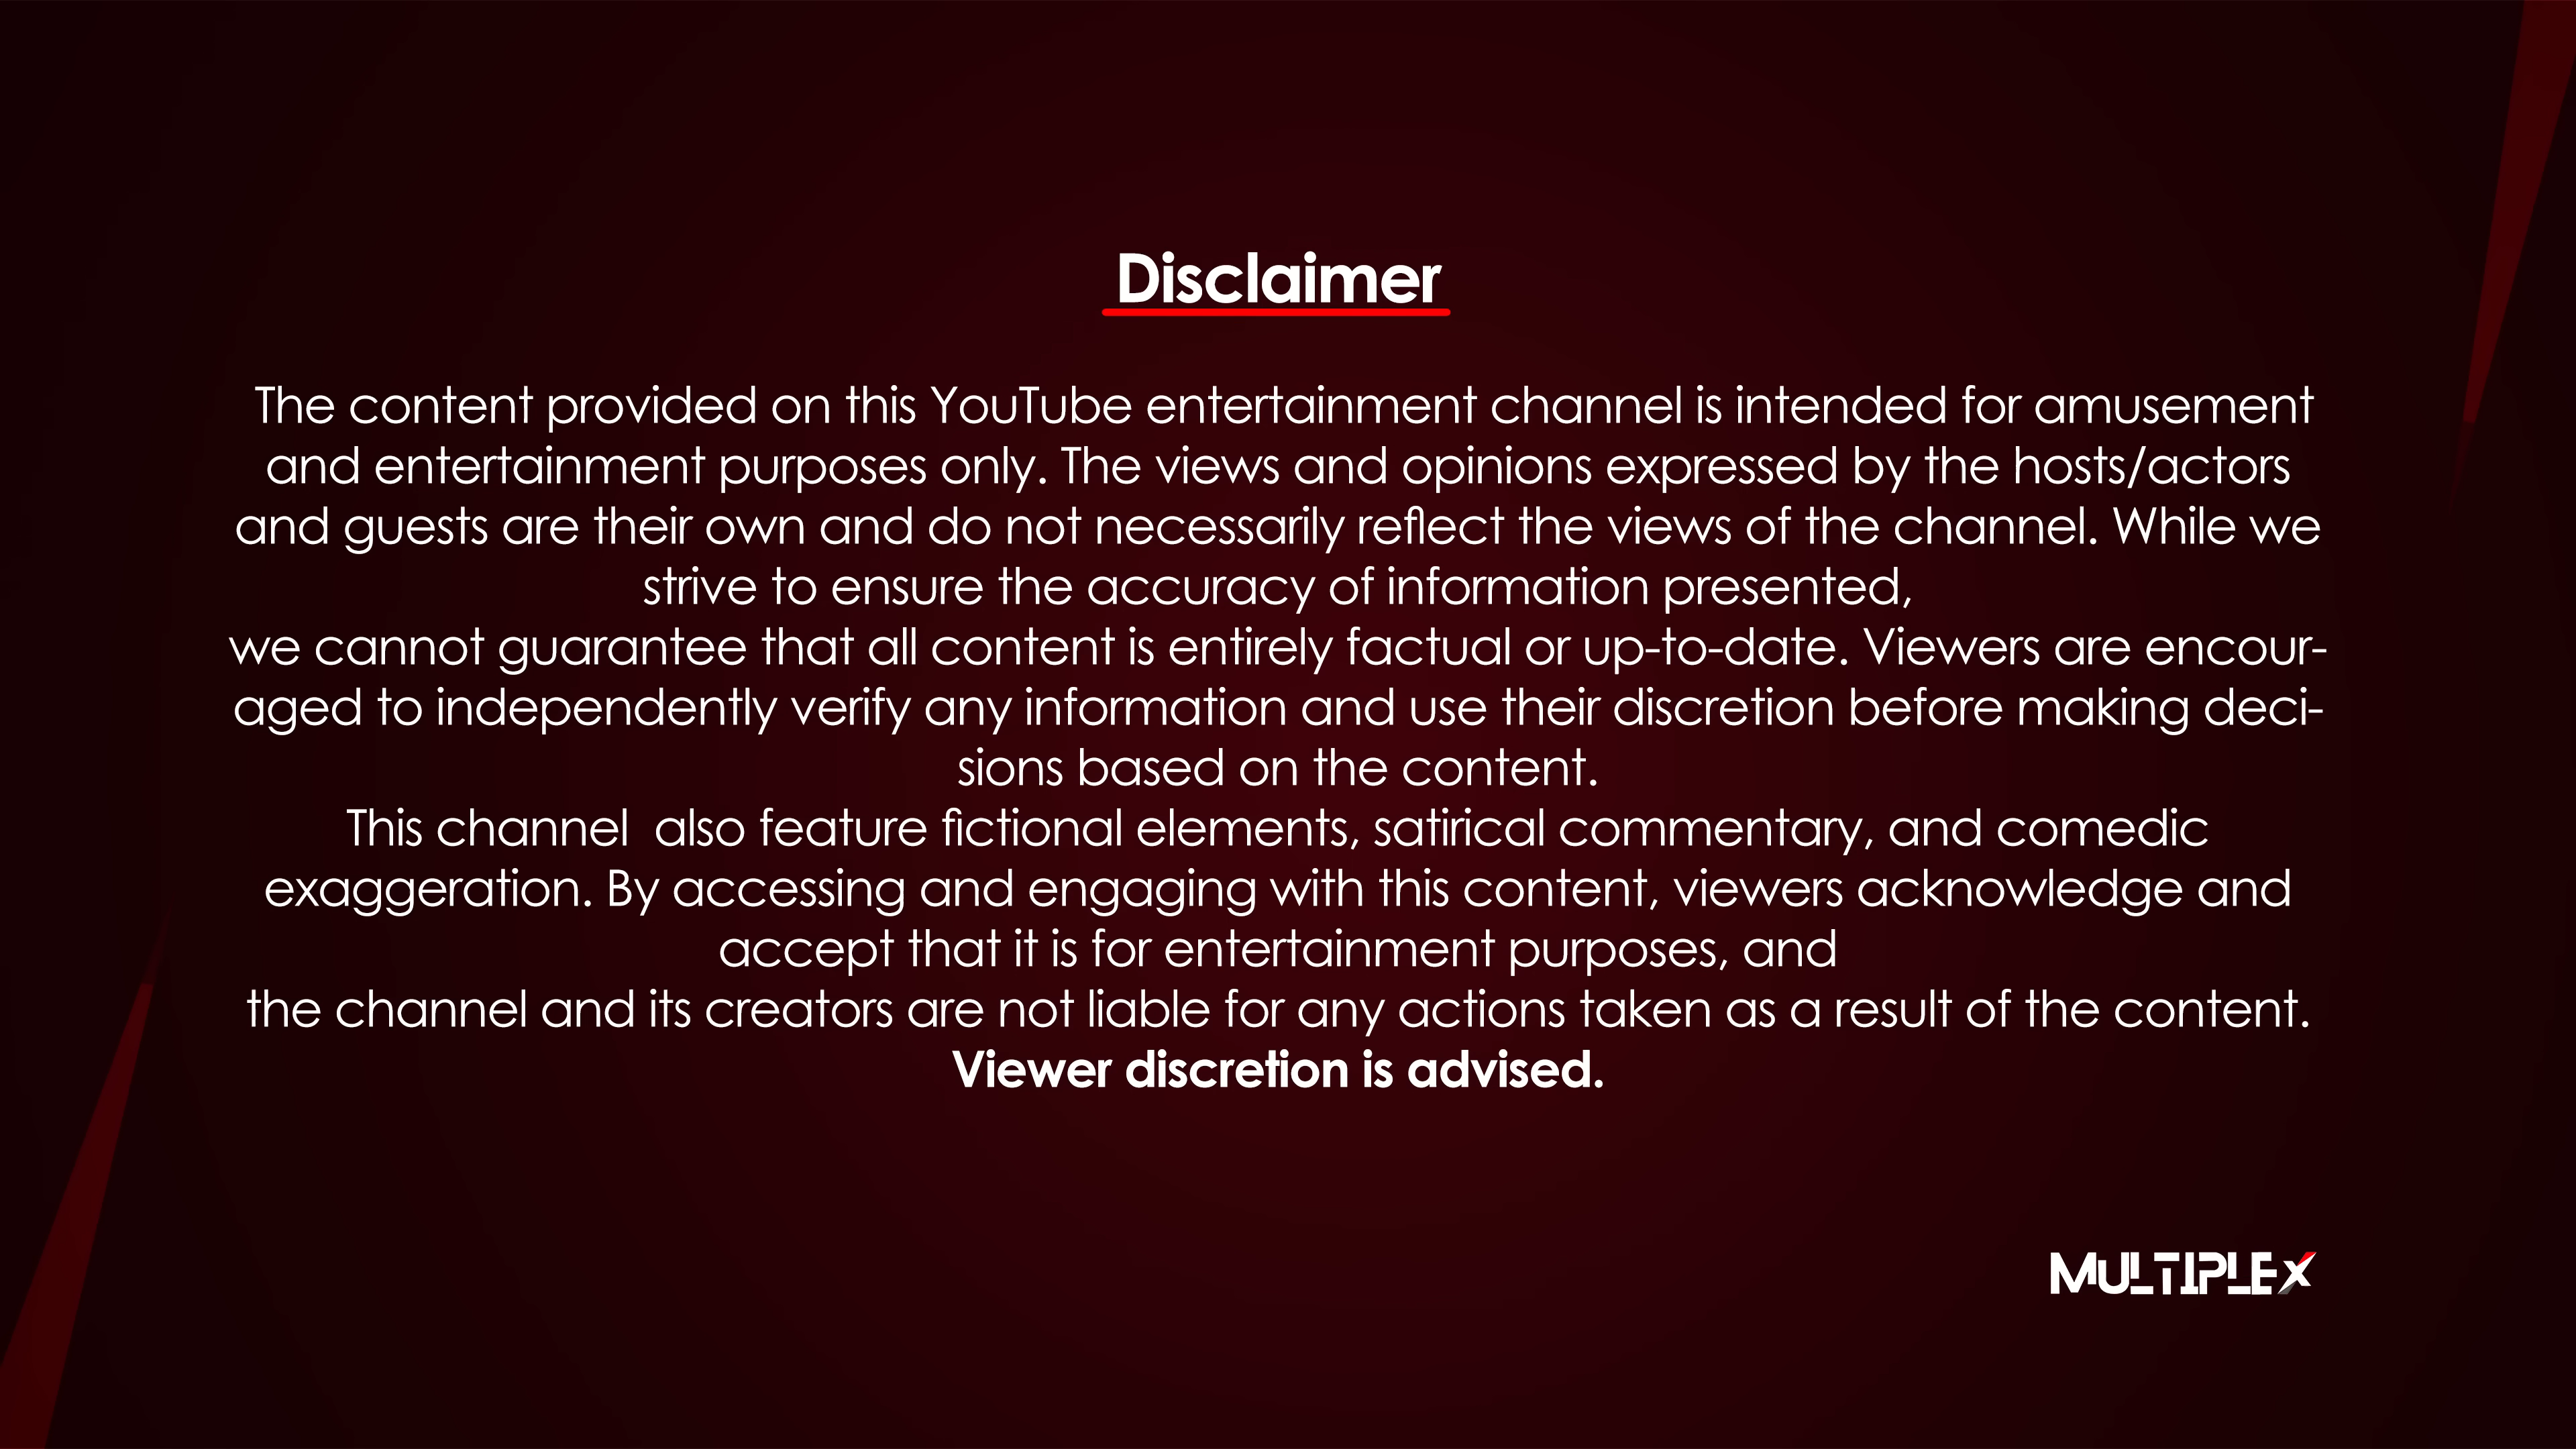 Disclaimer
The content provided on this YouTube entertainment channel is intended for amusement
and entertainment purposes only. The views and opinions expressed by the hosts/actors
and guests are their own and do not necessarily reflect the views of the channel. While we
strive to ensure the accuracy of information presented,
we cannot guarantee that all content is entirely factual or up-to-date. Viewers are encour-
aged to independently verify any information and use their discretion before making deci-
sions based on the content.
This channel  also feature fictional elements, satirical commentary, and comedic
exaggeration. By accessing and engaging with this content, viewers acknowledge and
accept that it is for entertainment purposes, and
the channel and its creators are not liable for any actions taken as a result of the content.
Viewer discretion is advised.
MULTIPLEX